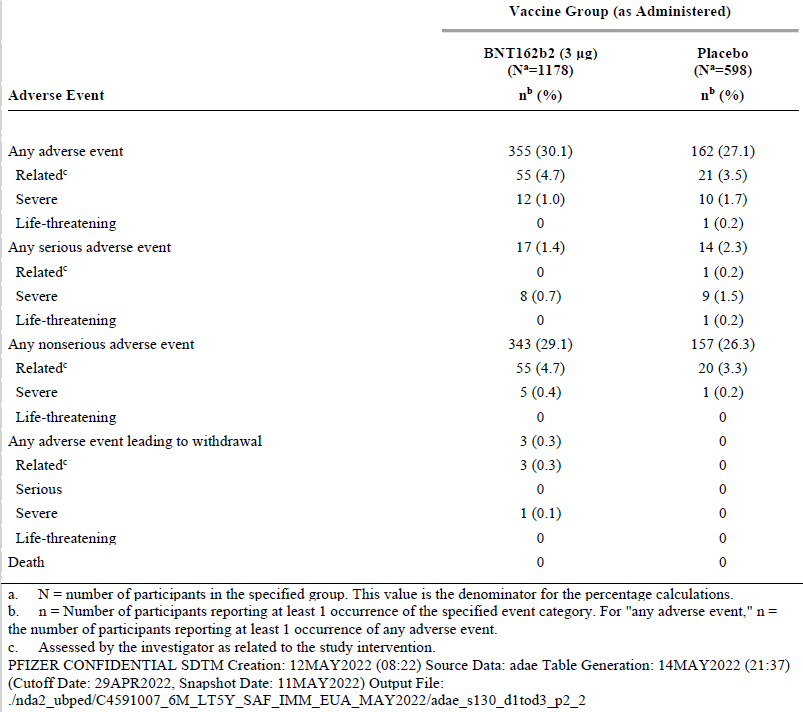 Vaccine Group (as Administered)
BNT162b2 (3 µg) Placebo
(Nᵃ=1178) (Nᵃ=598)
Adverse Event nᵇ (%) nᵇ (%)
Any adverse event 355 (30.1) 162 (27.1)
Relatedᶜ 55 (4.7) 21 (3.5)
Severe 12 (1.0) 10 (1.7)
Life-threatening 0 1 (0.2)
Any serious adverse event 17 (1.4) 14 (2.3)
Relatedᶜ 0 1 (0.2)
Severe 8 (0.7) 9 (1.5)
Life-threatening 0 1 (0.2)
Any nonserious adverse event 343 (29.1) 157 (26.3)
Relatedᶜ 55 (4.7) 20 (3.3)
Severe 5 (0.4) 1 (0.2)
Life-threatening 0 0
Any adverse event leading to withdrawal 3 (0.3) 0
Relatedᶜ 3 (0.3) 0
Serious 0 0
Severe 1 (0.1) 0
Life-threatening 0 0
Death 0 0
a. N = number of participants in the specified group. This value is the denominator for the percentage calculations.
b. n = Number of participants reporting at least 1 occurrence of the specified event category. For "any adverse event," n =
the number of participants reporting at least 1 occurrence of any adverse event.
c. Assessed by the investigator as related to the study intervention.
PFIZER CONFIDENTIAL SDTM Creation: 12MAY2022 (08:22) Source Data: adae Table Generation: 14MAY2022 (21:37)
(Cutoff Date: 29APR2022, Snapshot Date: 11MAY2022) Output File:
./nda2_ubped/C4591007_6M_LT5Y_SAF_IMM_EUA_MAY2022/adae_s130_d1tod3_p2_2